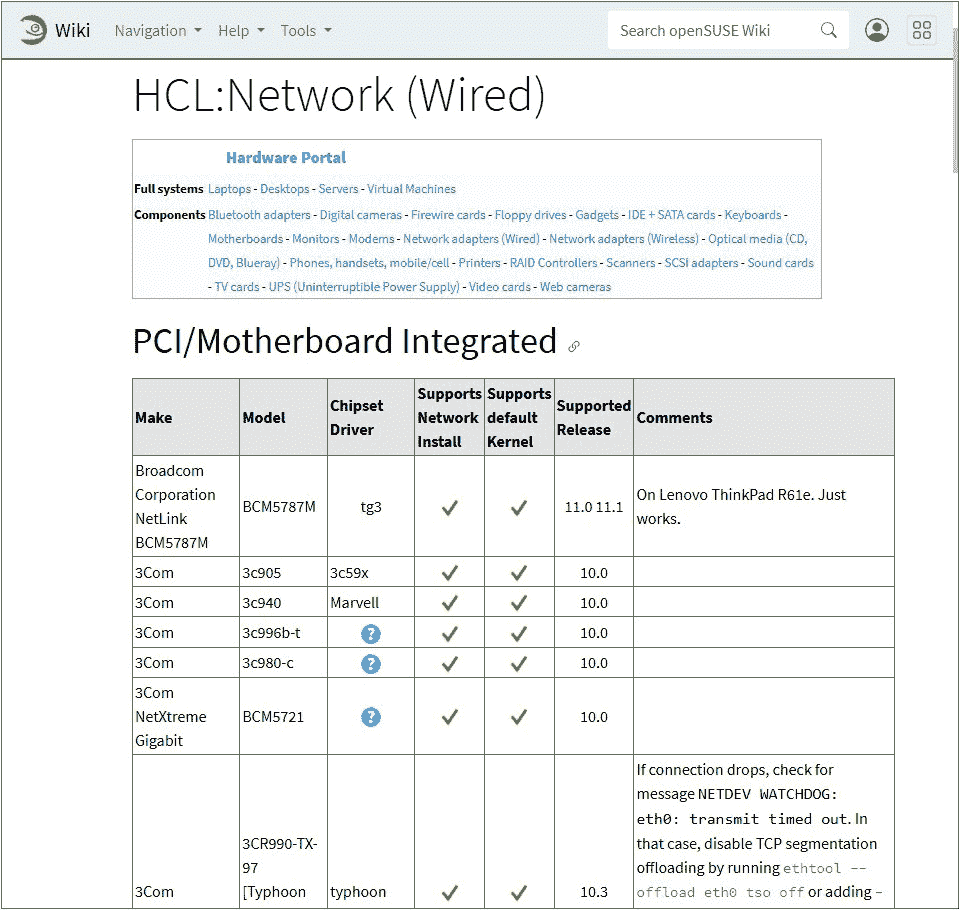 Wiki Navigation Help Tools Search openSUSE Wiki
HCL:Network (Wired)
Hardware Portal
Full systems Laptops - Desktops - Servers - Virtual Machines
Components Bluetooth adapters - Digital cameras - Firewire cards - Floppy drives - Gadgets - IDE + SATA cards - Keyboards -
Motherboards - Monitors - Modems - Network adapters (Wired) - Network adapters (Wireless) - Optical media (CD,
DVD, Blueray) - Phones, handsets, mobile/cell - Printers - RAID Controllers - Scanners - SCSI adapters - Sound cards
- TV cards - UPS (Uninterruptible Power Supply) - Video cards - Web cameras
PCI/Motherboard Integrated
Make
Model
Chipset
Driver
Supports
Network
Install
Supports
default
Kernel
Supported
Release
Comments
Broadcom
Corporation
NetLink
BCM5787M
BCM5787M
tg3
✓
✓
11.0 11.1
On Lenovo ThinkPad R61e. Just
works.
3Com 3c905 3c59x ✓ ✓ 10.0
3Com 3c940 Marvell ✓ ✓ 10.0
3Com 3c996b-t ? ✓ ✓ 10.0
3Com 3c980-c ? ✓ ✓ 10.0
3Com
NetXtreme
Gigabit
BCM5721
?
✓
✓
10.0
3Com
3CR990-TX-
97
[Typhoon
typhoon
✓
✓
10.3
If connection drops, check for
message NETDEV WATCHDOG:
eth0: transmit timed out. In
that case, disable TCP segmentation
offloading by running ethtool --
offload eth0 tso off or adding -